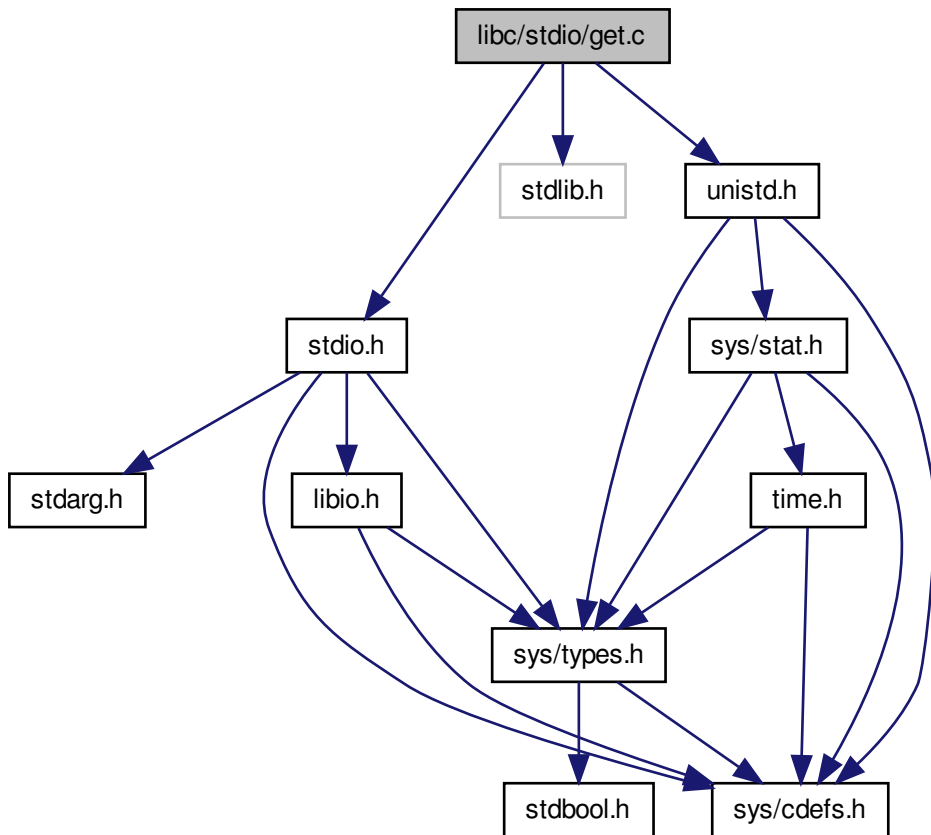 libc/stdio/get.c
stdlib.h
unistd.h
stdio.h
sys/stat.h
stdarg.h
libio.h
time.h
sys/types.h
stdbool.h
sys/cdefs.h